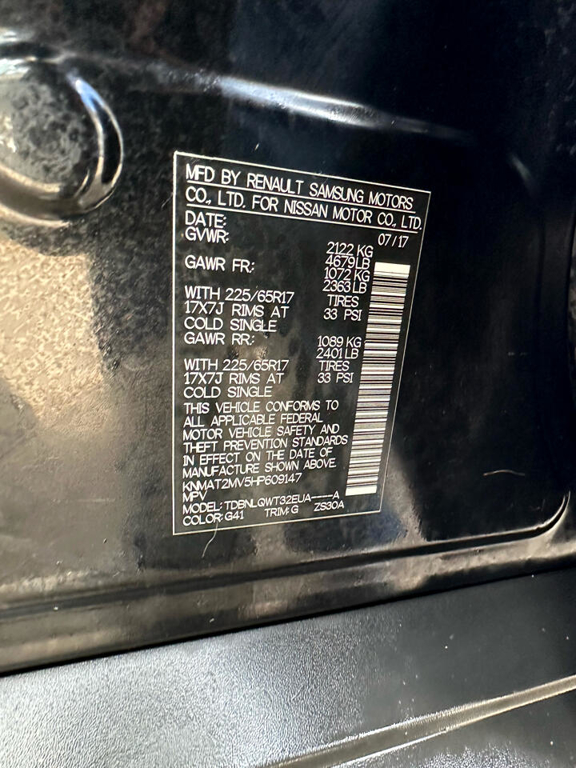 MFD BY RENAULT SAMSUNG MOTORS
CO., LTD. FOR NISSAN MOTOR CO., LTD.
DATE: 07/17
GVWR: 2122 KG
4679 LB
GAWR FR: 1072 KG
2363 LB
WITH 225/65R17 TIRES
17X7J RIMS AT 33 PSI
COLD SINGLE
GAWR RR: 1089 KG
2401 LB
WITH 225/65R17 TIRES
17X7J RIMS AT 33 PSI
COLD SINGLE
THIS VEHICLE CONFORMS TO
ALL APPLICABLE FEDERAL
MOTOR VEHICLE SAFETY AND
THEFT PREVENTION STANDARDS
IN EFFECT ON THE DATE OF
MANUFACTURE SHOWN ABOVE.
KNMAT2MV5HP609147
MPV
MODEL: TDBNLQWT32EUA----A
COLOR: G41 TRIM: G ZS30A